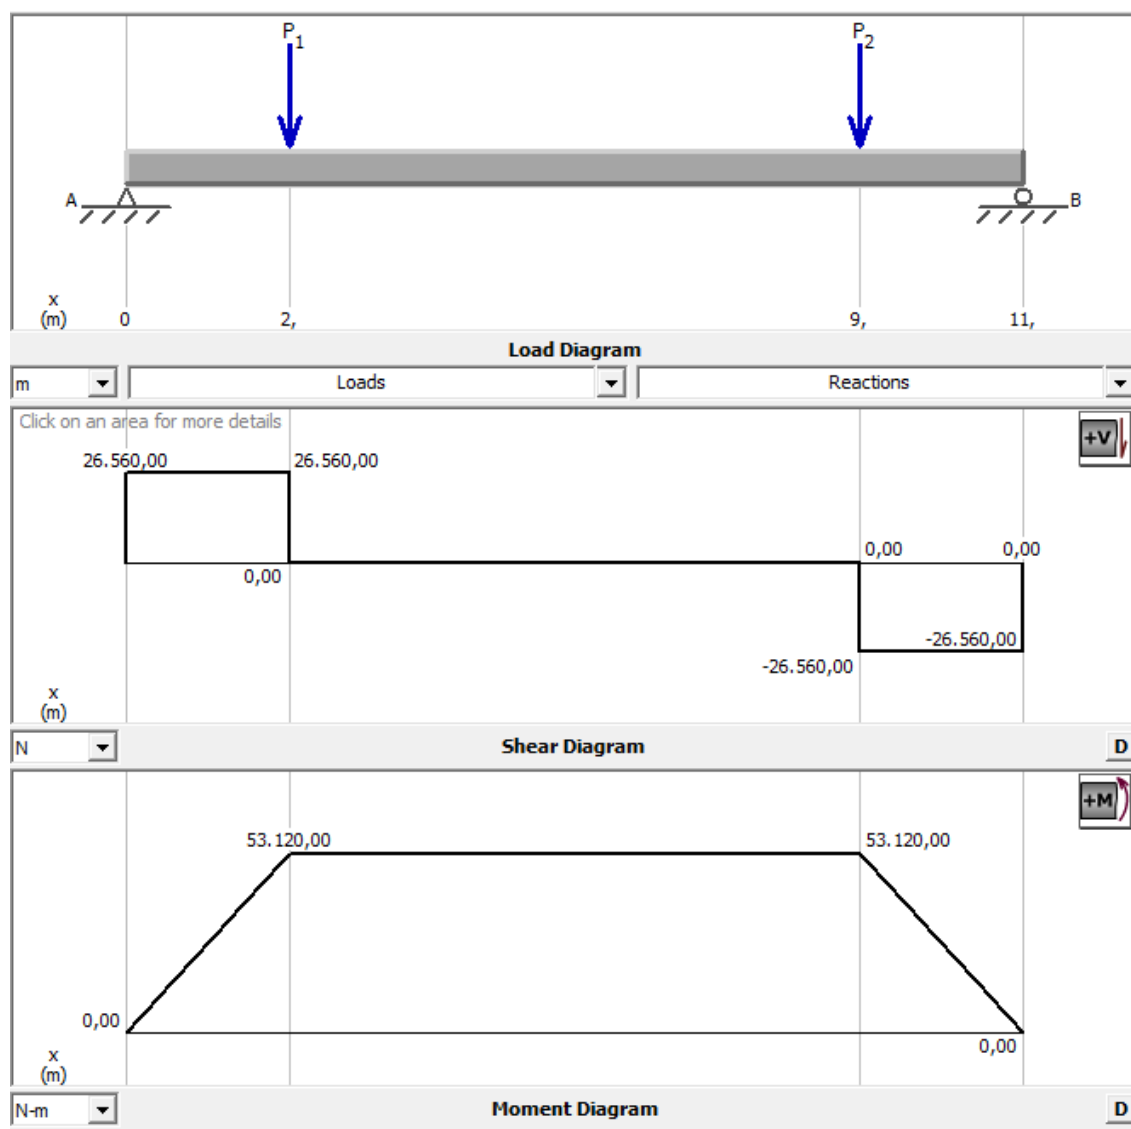 P1 P2
A B
x
(m) 0 2, 9, 11,
Load Diagram
m Loads Reactions
Click on an area for more details
+V
26.560,00 26.560,00
0,00 0,00
0,00
-26.560,00
-26.560,00
x
(m)
N Shear Diagram D
+M
53.120,00 53.120,00
0,00
0,00
x
(m)
N-m Moment Diagram D